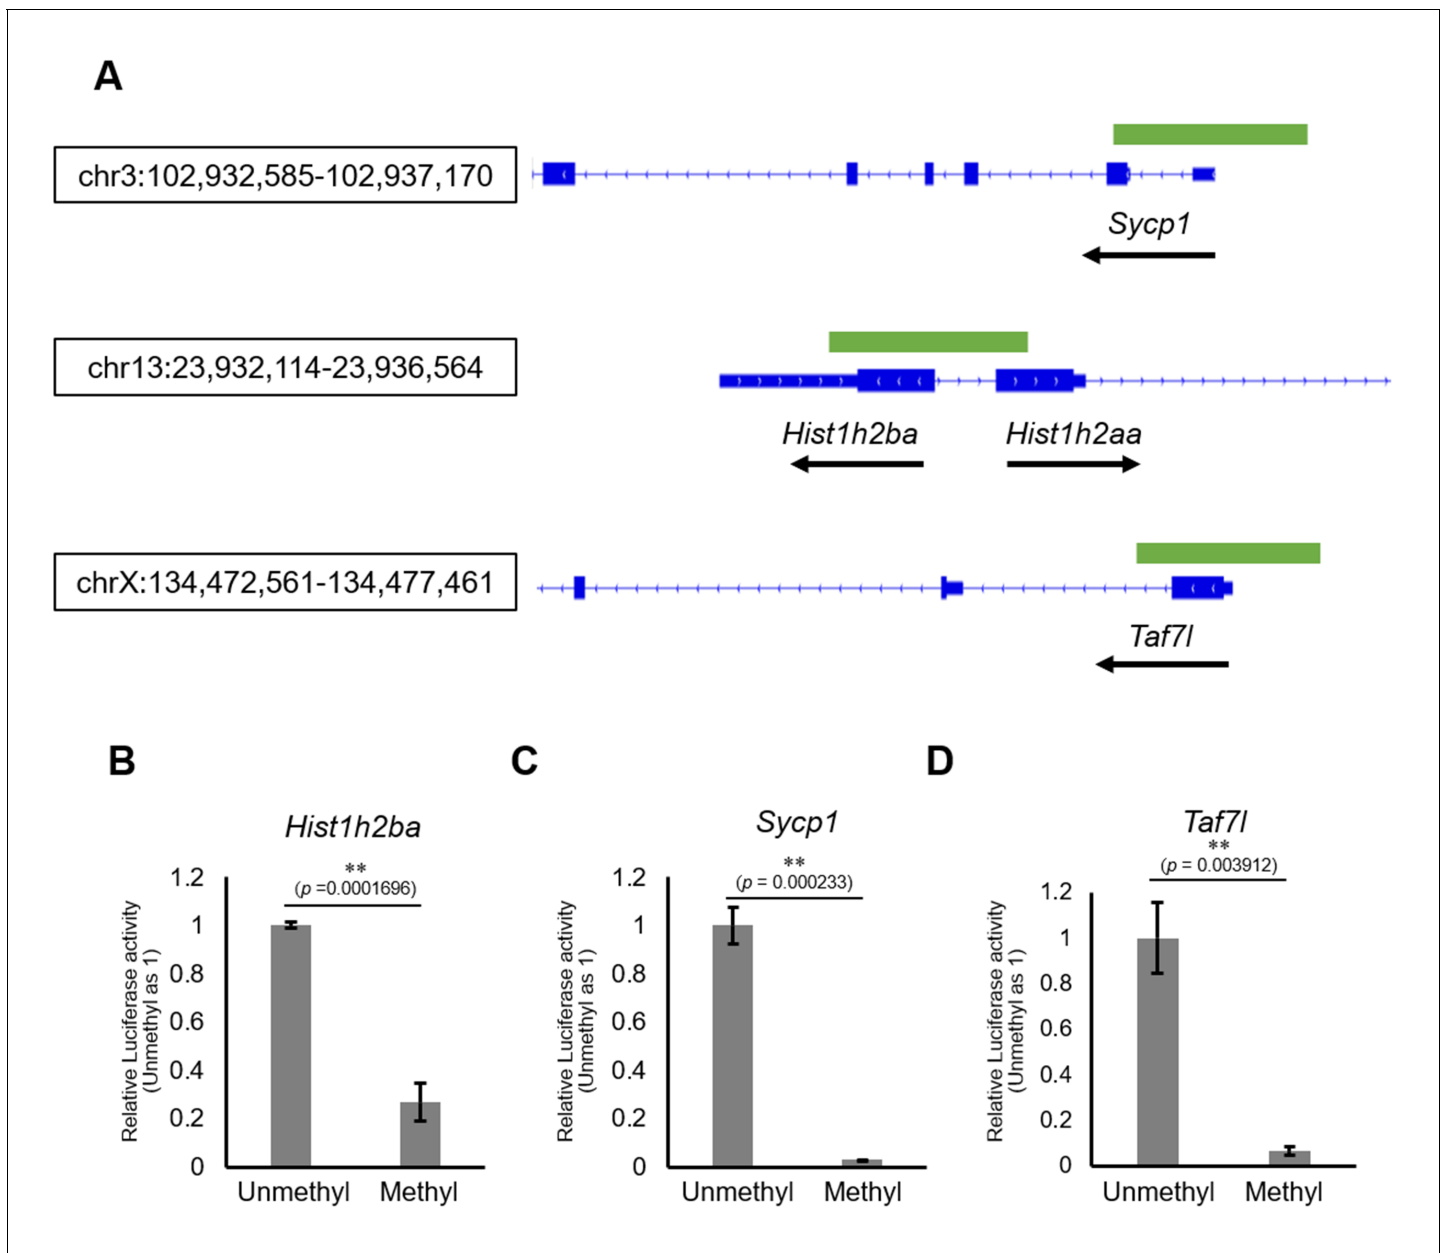 A
chr3:102,932,585-102,937,170
Sycp1
chr13:23,932,114-23,936,564
Hist1h2ba
Hist1h2aa
chrX:134,472,561-134,477,461
Taf7l
B
Hist1h2ba
**
(p =0.0001696)
1.2
1
0.8
0.6
0.4
0.2
0
Relative Luciferase activity
(Unmethyl as 1)
Unmethyl
Methyl
C
Sycp1
**
(p = 0.000233)
1.2
1
0.8
0.6
0.4
0.2
0
Relative Luciferase activity
(Unmethyl as 1)
Unmethyl
Methyl
D
Taf7l
**
(p = 0.003912)
1.2
1
0.8
0.6
0.4
0.2
0
Relative Luciferase activity
(Unmethyl as 1)
Unmethyl
Methyl